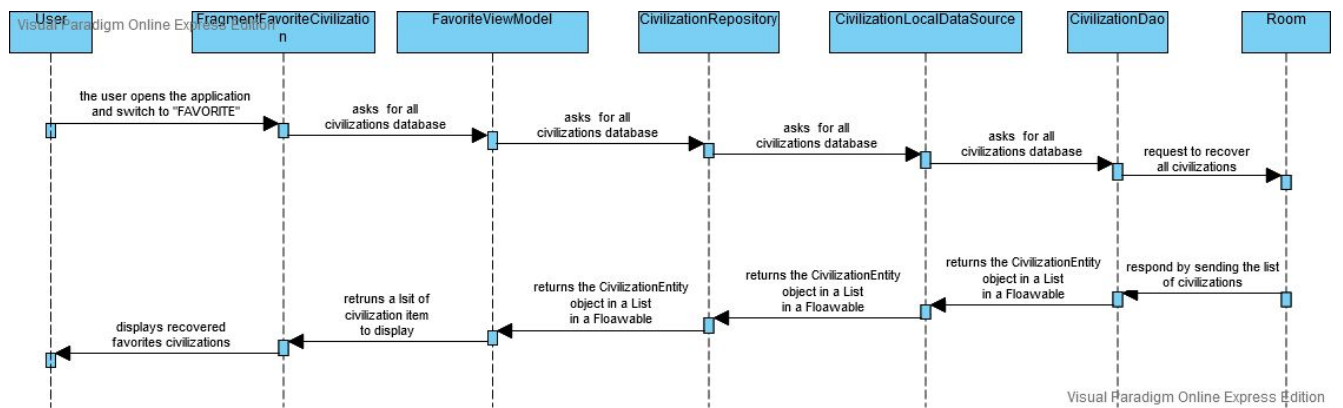 Visual Paradigm Online Express Edition
User
FragmentFavoriteCivilizatio
n
FavoriteViewModel
CivilizationRepository
CivilizationLocalDataSource
CivilizationDao
Room
the user opens the application
and switch to "FAVORITE"
asks for all
civilizations database
asks for all
civilizations database
asks for all
civilizations database
asks for all
civilizations database
request to recover
all civilizations
respond by sending the list
of civilizations
returns the CivilizationEntity
object in a List
in a Floawable
returns the CivilizationEntity
object in a List
in a Floawable
returns the CivilizationEntity
object in a List
in a Floawable
retruns a lsit of
civilization item
to display
displays recovered
favorites civilizations
Visual Paradigm Online Express Edition